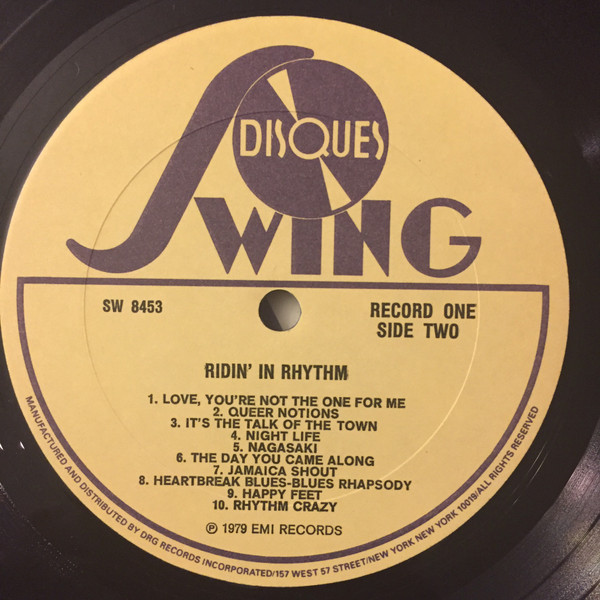 DISQUES
SWING
SW 8453
RECORD ONE
SIDE TWO
RIDIN' IN RHYTHM
1. LOVE, YOU'RE NOT THE ONE FOR ME
2. QUEER NOTIONS
3. IT'S THE TALK OF THE TOWN
4. NIGHT LIFE
5. NAGASAKI
6. THE DAY YOU CAME ALONG
7. JAMAICA SHOUT
8. HEARTBREAK BLUES-BLUES RHAPSODY
9. HAPPY FEET
10. RHYTHM CRAZY
℗ 1979 EMI RECORDS
MANUFACTURED AND DISTRIBUTED BY DRG RECORDS INCORPORATED/157 WEST 57 STREET/NEW YORK NEW YORK 10019/ALL RIGHTS RESERVED